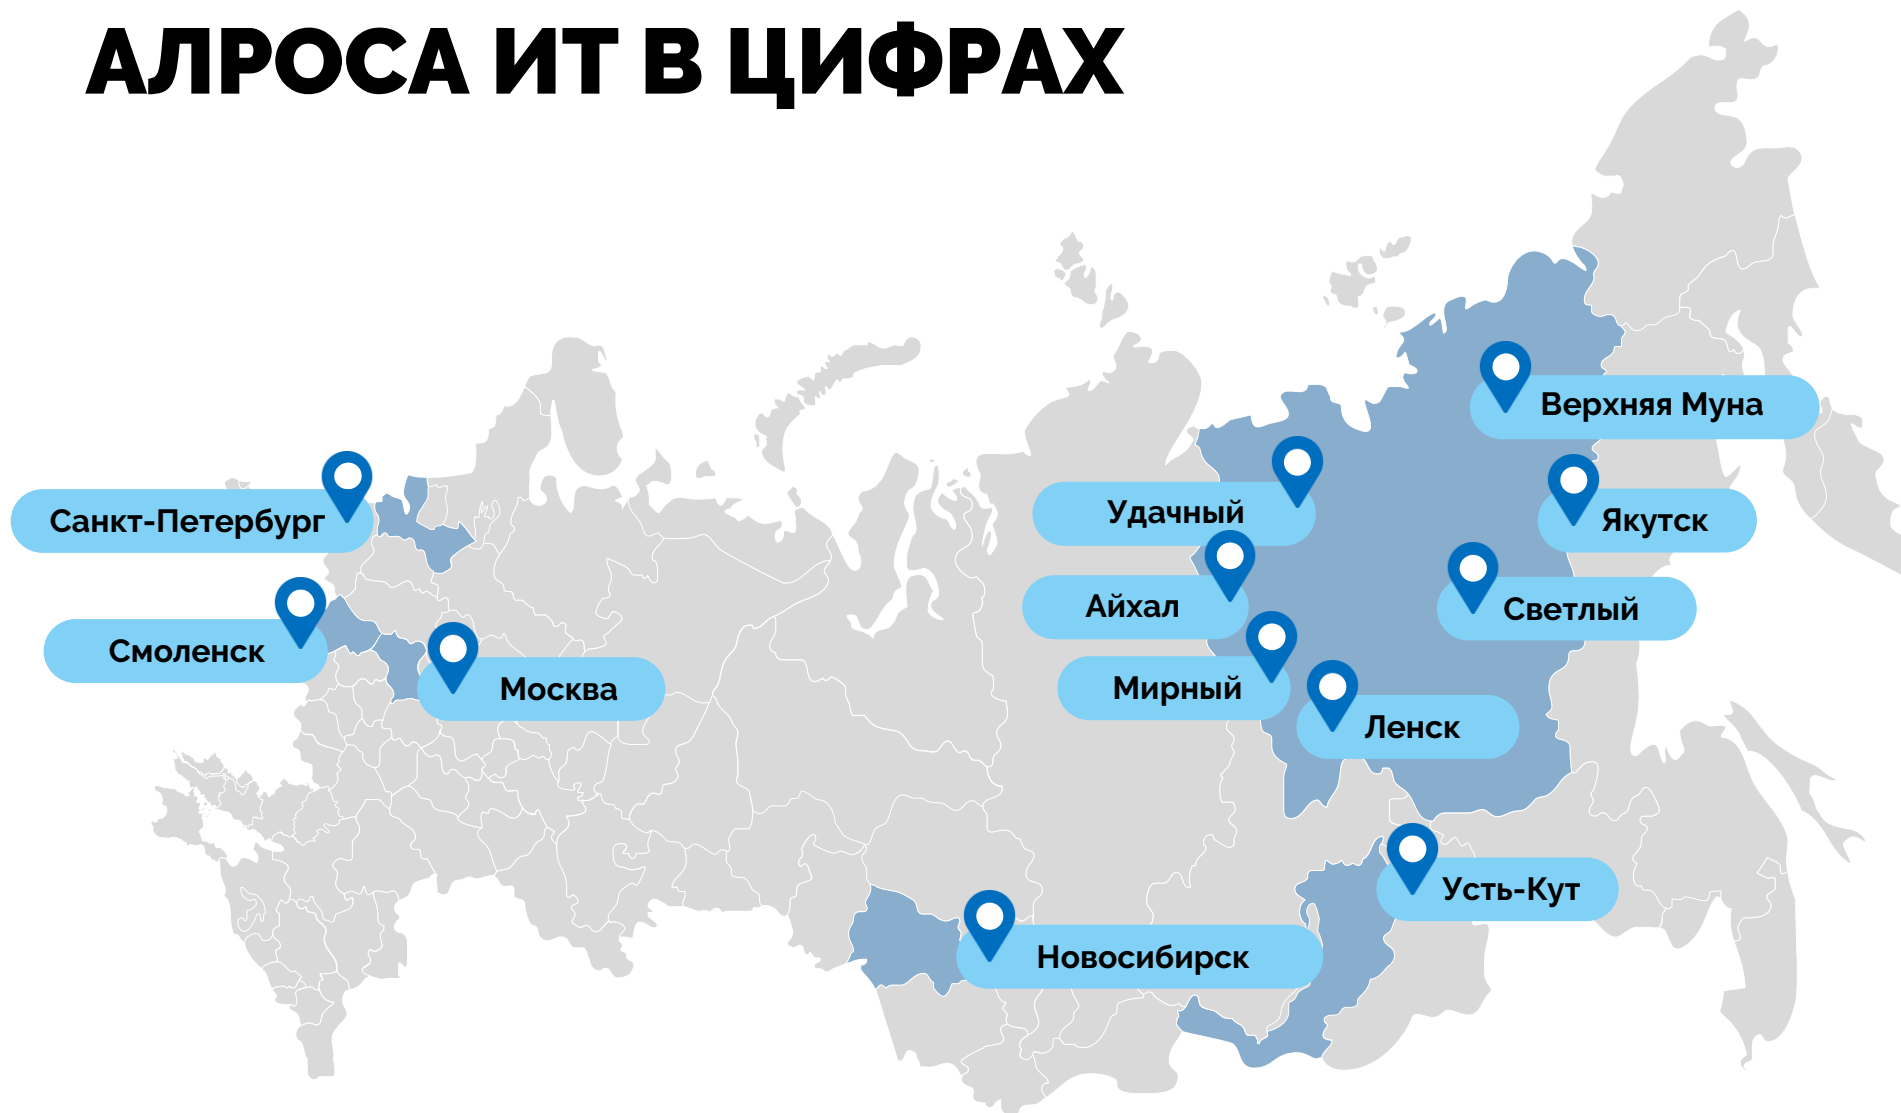 АЛРОСА ИТ В ЦИФРАХ
Верхняя Муна
Удачный
Якутск
Санкт-Петербург
Айхал
Светлый
Смоленск
Москва
Мирный
Ленск
Усть-Кут
Новосибирск